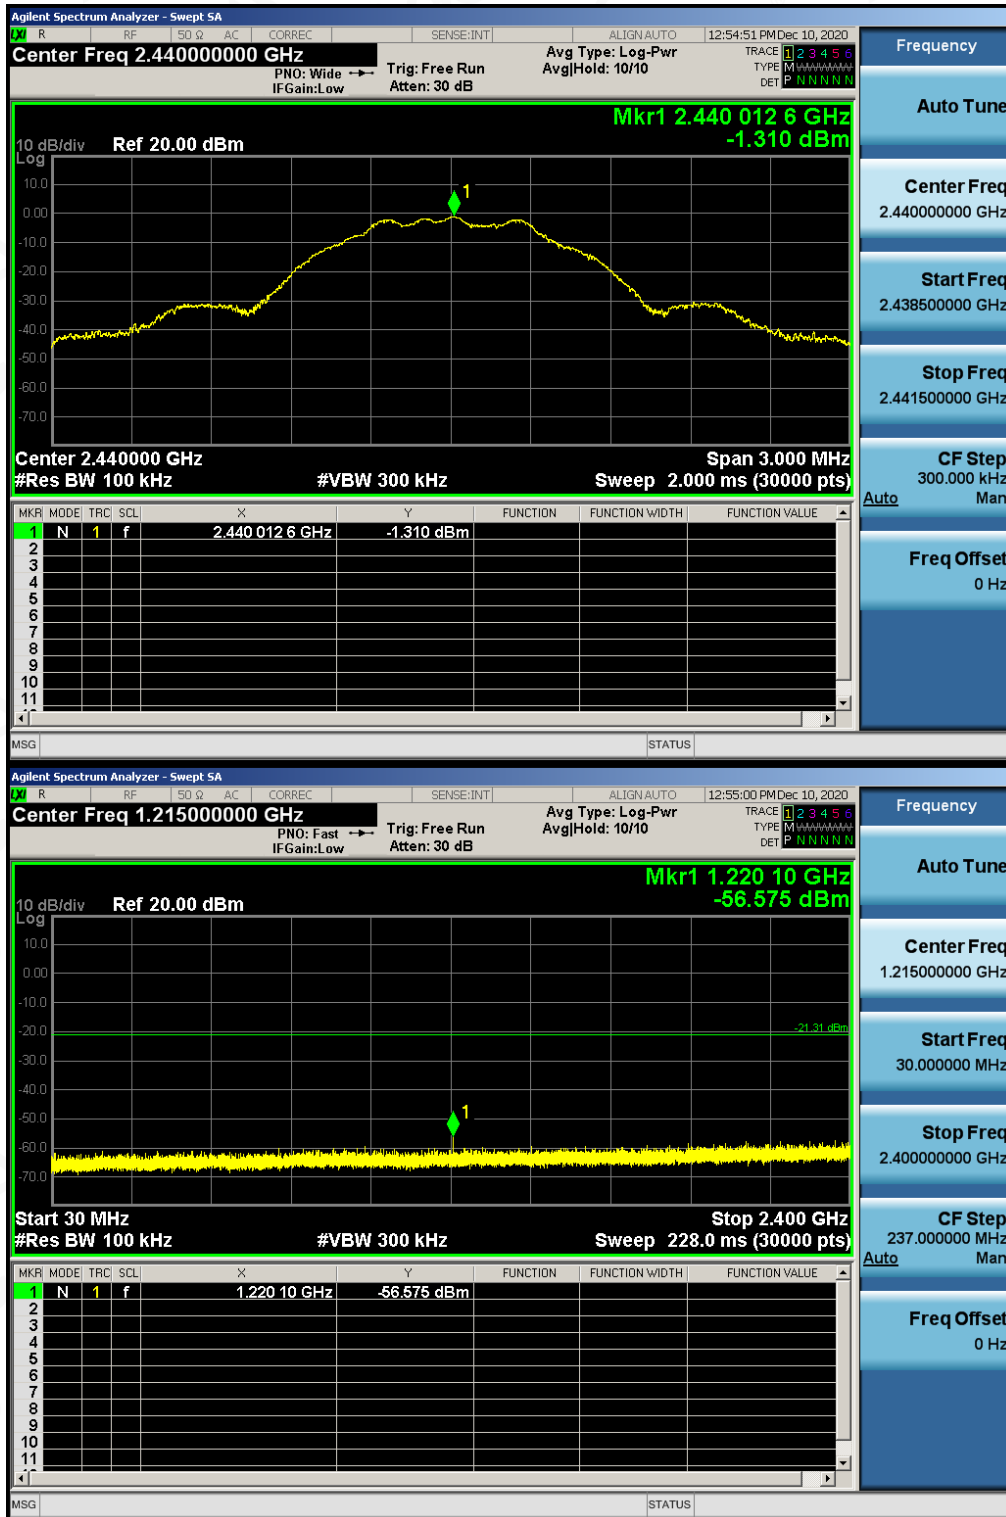 Agilent Spectrum Analyzer - Swept SA
LXI R RF 50 Ω AC CORREC SENSE:INT ALIGN AUTO 12:54:51 PM Dec 10, 2020
Center Freq 2.440000000 GHz
PNO: Wide
IFGain:Low
Trig: Free Run
Atten: 30 dB
Avg Type: Log-Pwr
Avg|Hold: 10/10
TRACE 1 2 3 4 5 6
TYPE M WWWWW
DET P N N N N N
Mkr1 2.440 012 6 GHz
-1.310 dBm
10 dB/div Ref 20.00 dBm
Log
10.0
0.00
-10.0
-20.0
-30.0
-40.0
-50.0
-60.0
-70.0
1
Center 2.440000 GHz Span 3.000 MHz
#Res BW 100 kHz #VBW 300 kHz Sweep 2.000 ms (30000 pts)
MKR MODE TRC SCL X Y FUNCTION FUNCTION WIDTH FUNCTION VALUE
1 N 1 f 2.440 012 6 GHz -1.310 dBm
2
3
4
5
6
7
8
9
10
11
MSG STATUS
Frequency
Auto Tune
Center Freq
2.440000000 GHz
Start Freq
2.438500000 GHz
Stop Freq
2.441500000 GHz
CF Step
300.000 kHz
Auto Man
Freq Offset
0 Hz
Agilent Spectrum Analyzer - Swept SA
LXI R RF 50 Ω AC CORREC SENSE:INT ALIGN AUTO 12:55:00 PM Dec 10, 2020
Center Freq 1.215000000 GHz
PNO: Fast
IFGain:Low
Trig: Free Run
Atten: 30 dB
Avg Type: Log-Pwr
Avg|Hold: 10/10
TRACE 1 2 3 4 5 6
TYPE M WWWWW
DET P N N N N N
Mkr1 1.220 10 GHz
-56.575 dBm
10 dB/div Ref 20.00 dBm
Log
10.0
0.00
-10.0
-20.0
-30.0
-40.0
-50.0
-60.0
-70.0
-21.31 dBm
1
Start 30 MHz Stop 2.400 GHz
#Res BW 100 kHz #VBW 300 kHz Sweep 228.0 ms (30000 pts)
MKR MODE TRC SCL X Y FUNCTION FUNCTION WIDTH FUNCTION VALUE
1 N 1 f 1.220 10 GHz -56.575 dBm
2
3
4
5
6
7
8
9
10
11
MSG STATUS
Frequency
Auto Tune
Center Freq
1.215000000 GHz
Start Freq
30.000000 MHz
Stop Freq
2.400000000 GHz
CF Step
237.000000 MHz
Auto Man
Freq Offset
0 Hz